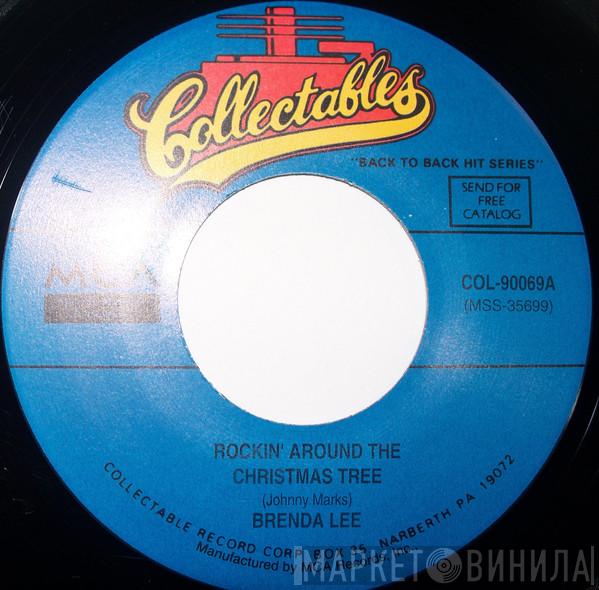 Collectables
"BACK TO BACK HIT SERIES"
SEND FOR
FREE
CATALOG
MCA
COL-90069A
(MSS-35699)
ROCKIN' AROUND THE
CHRISTMAS TREE
(Johnny Marks)
BRENDA LEE
COLLECTABLE RECORD CORP. BOX 35, NARBERTH PA 19072
Manufactured by MCA Records, Inc.
МАРКЕТ ВИНИЛА